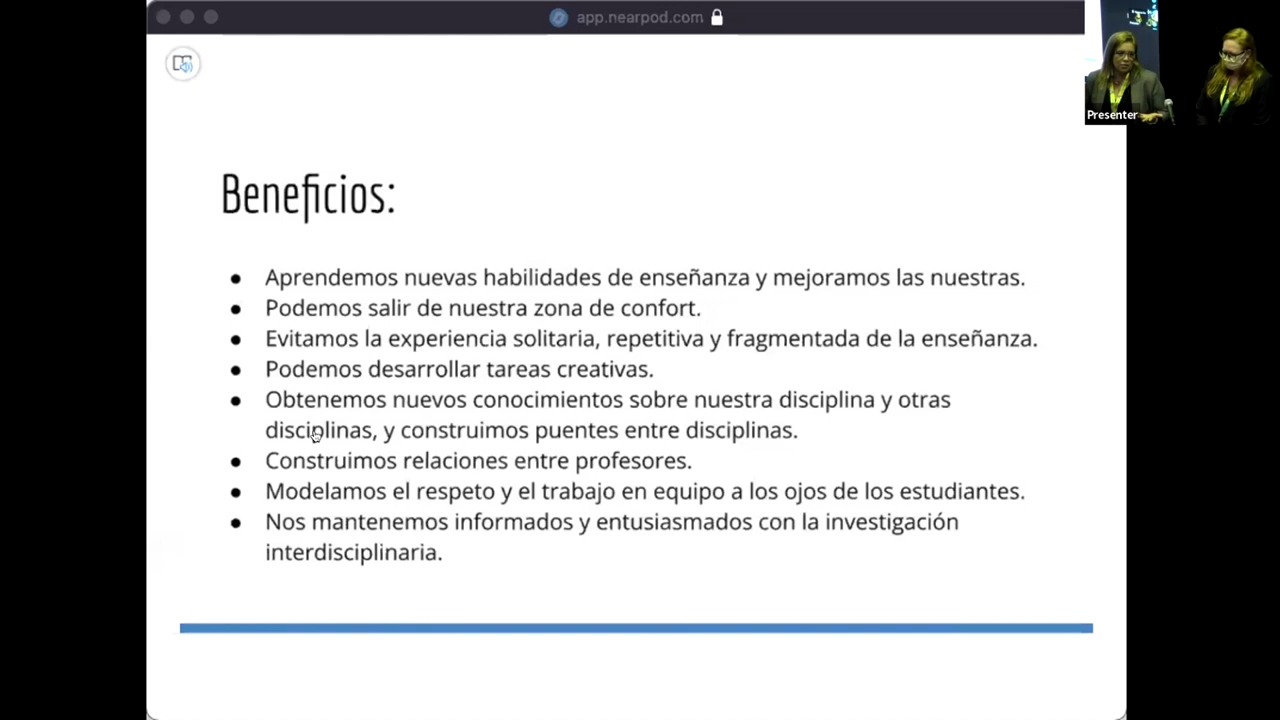 app.nearpod.com
Presenter
Beneficios:
● Aprendemos nuevas habilidades de enseñanza y mejoramos las nuestras.
● Podemos salir de nuestra zona de confort.
● Evitamos la experiencia solitaria, repetitiva y fragmentada de la enseñanza.
● Podemos desarrollar tareas creativas.
● Obtenemos nuevos conocimientos sobre nuestra disciplina y otras
disciplinas, y construimos puentes entre disciplinas.
● Construimos relaciones entre profesores.
● Modelamos el respeto y el trabajo en equipo a los ojos de los estudiantes.
● Nos mantenemos informados y entusiasmados con la investigación
interdisciplinaria.